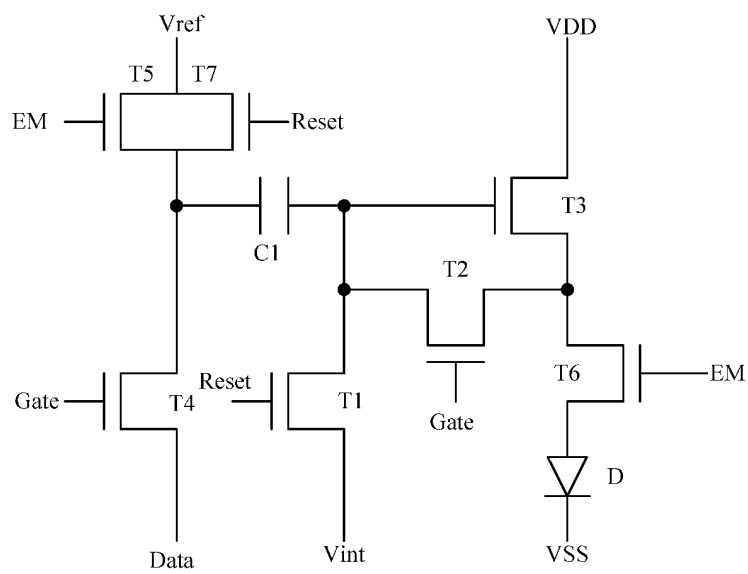 Vref
VDD
T5
T7
EM
Reset
T3
C1
T2
Reset
T6
EM
Gate
T4
T1
Gate
D
Data
Vint
VSS